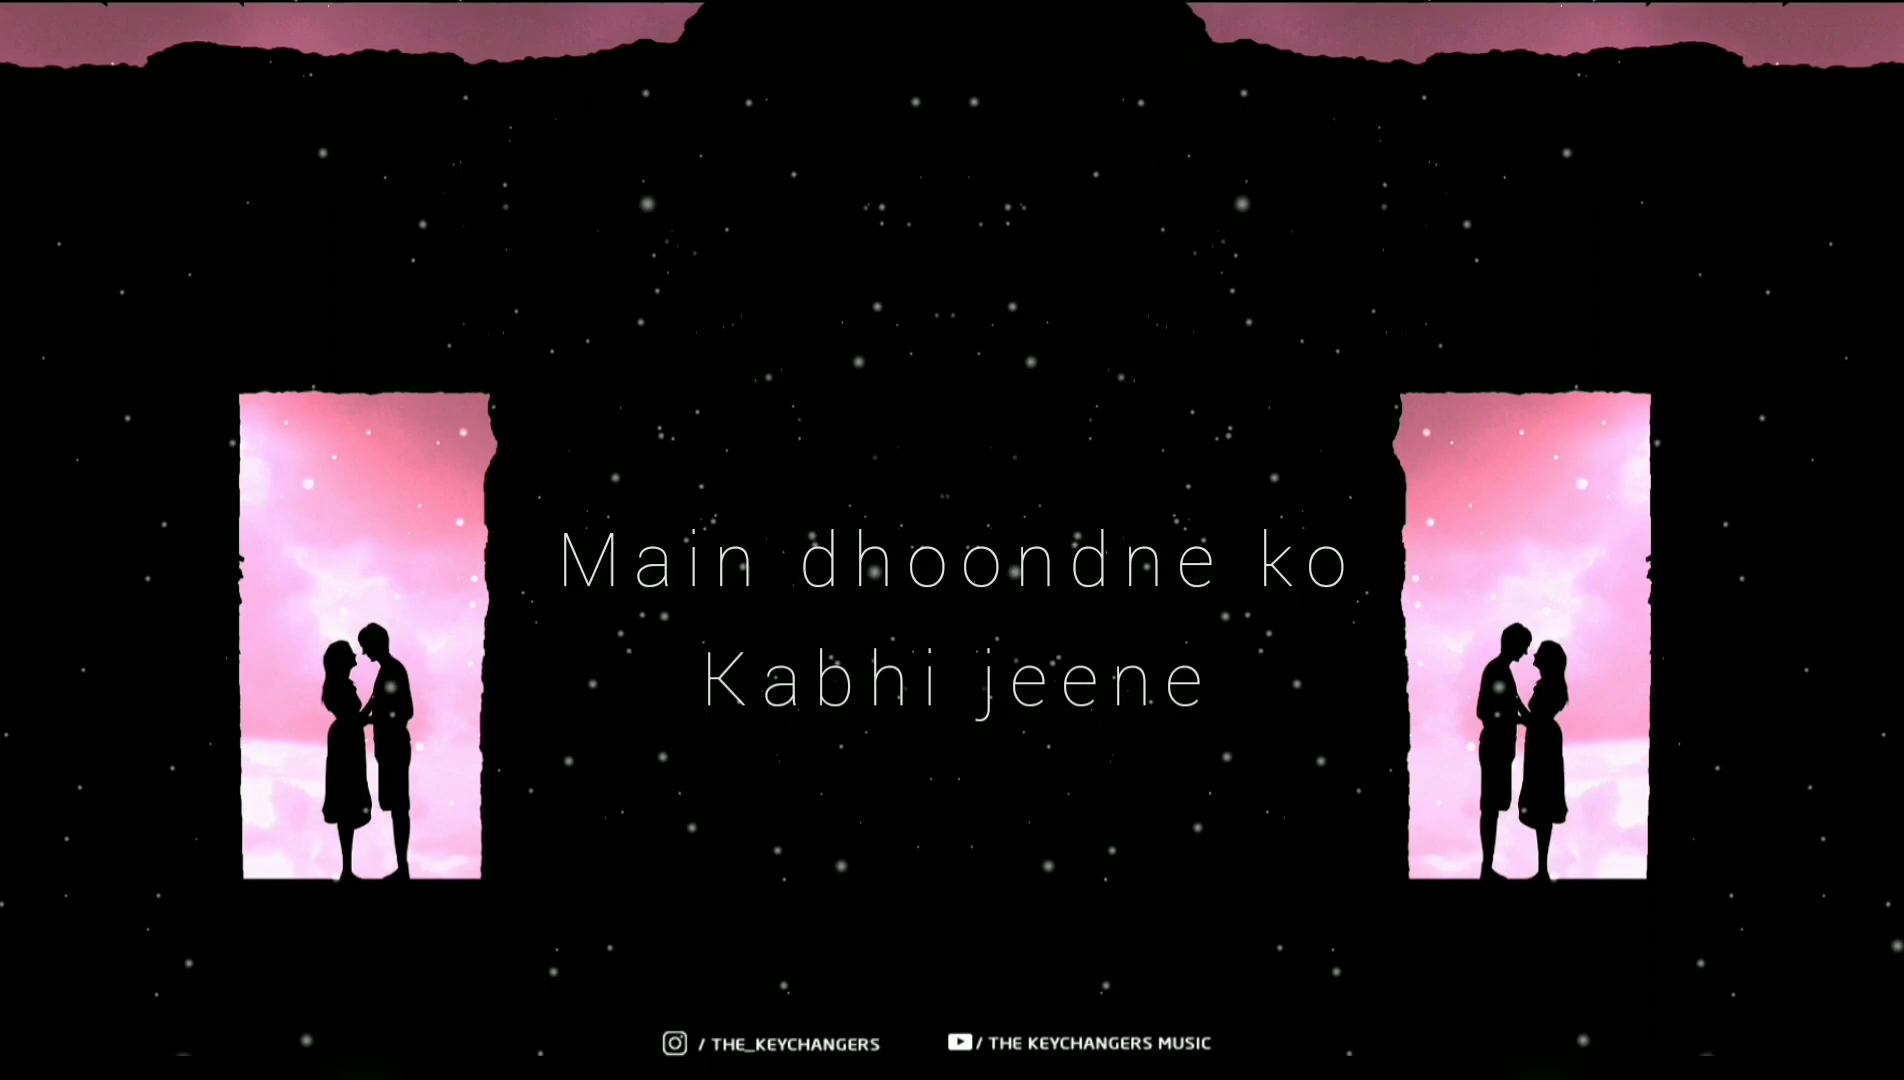 Main dhoondne ko
Kabhi jeene
/ THE_KEYCHANGERS
/ THE KEYCHANGERS MUSIC